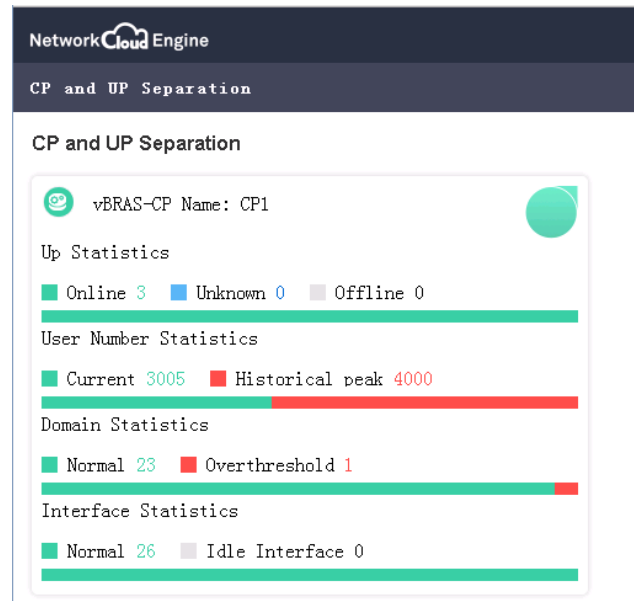 NetworkCloud Engine
CP and UP Separation
CP and UP Separation
vBRAS-CP Name: CP1
Up Statistics
Online 3 Unknown 0 Offline 0
User Number Statistics
Current 3005 Historical peak 4000
Domain Statistics
Normal 23 Overthreshold 1
Interface Statistics
Normal 26 Idle Interface 0